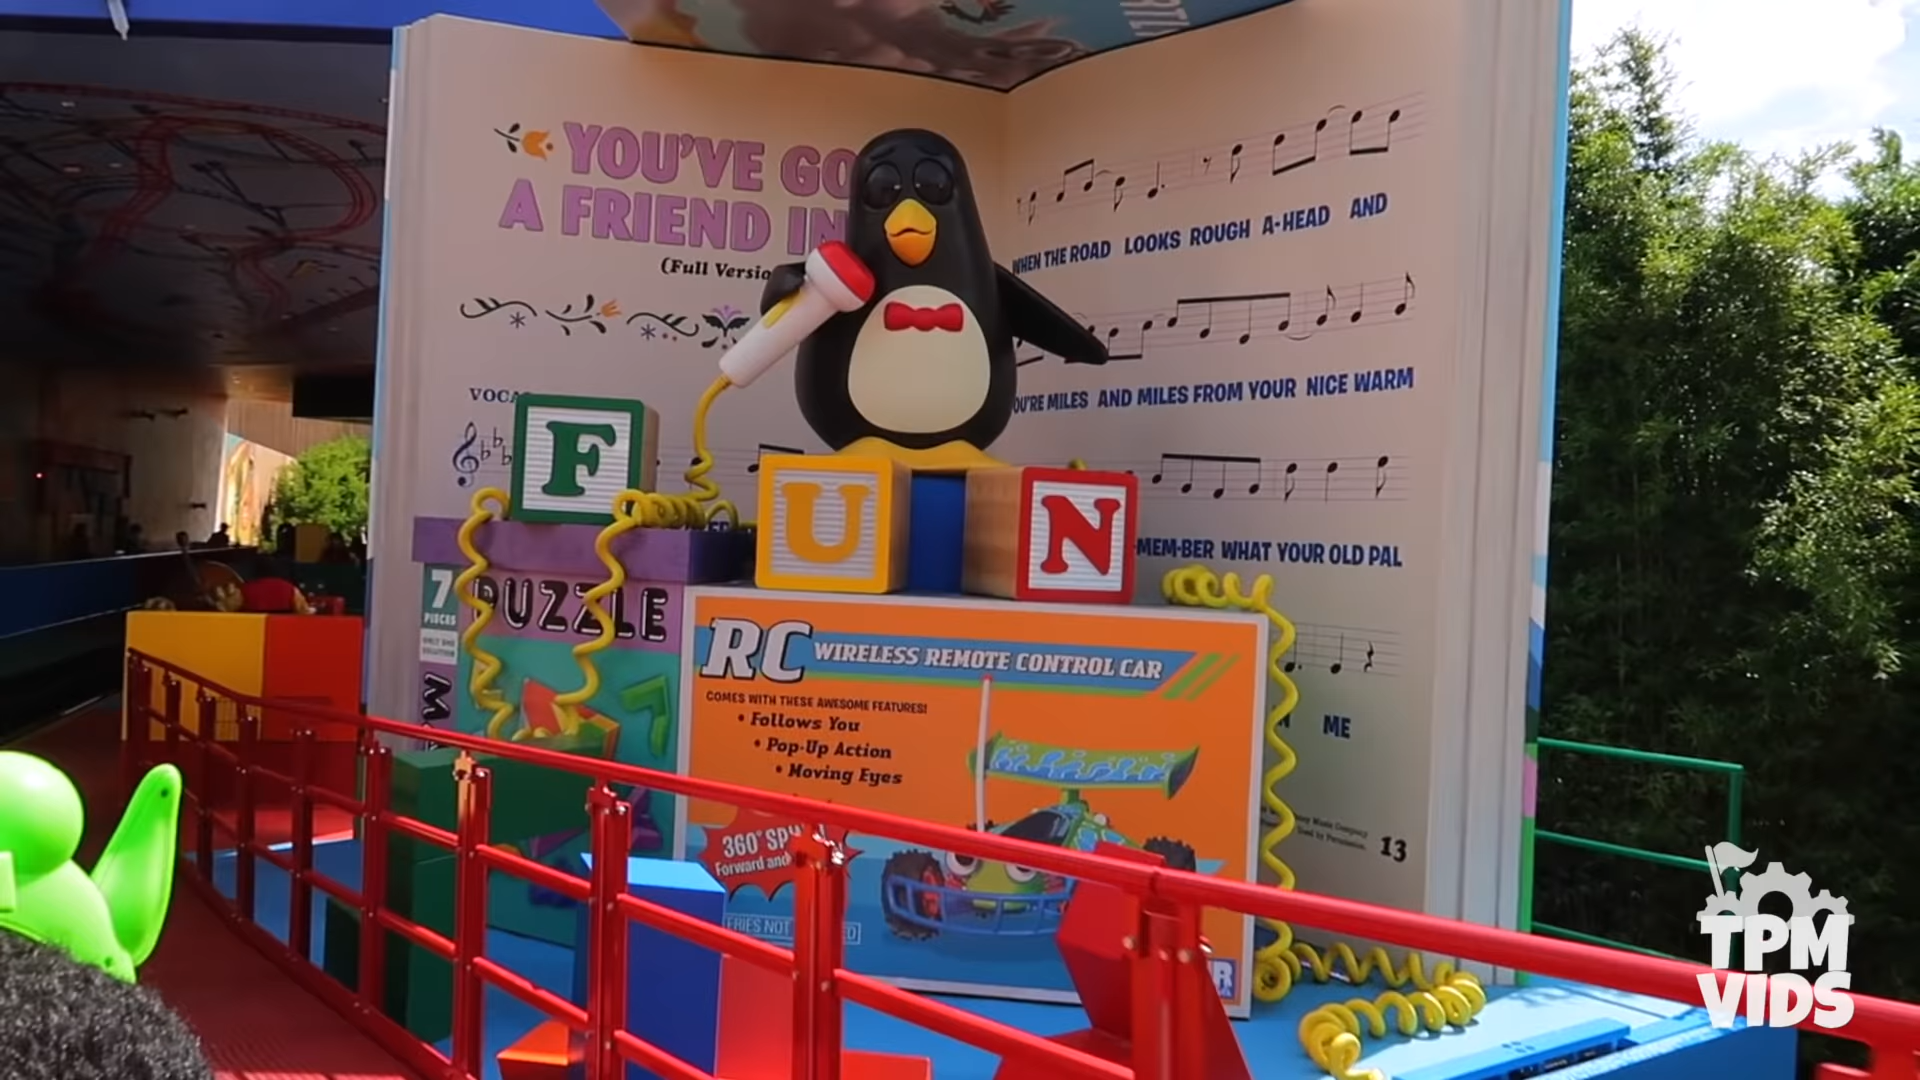 YOU'VE GO
A FRIEND IN
(Full Versio
WHEN THE ROAD LOOKS ROUGH A-HEAD AND
OU'RE MILES AND MILES FROM YOUR NICE WARM
VOCA
-MEM-BER WHAT YOUR OLD PAL
ME
13
F
U
N
7
PIECES
PUZZLE
RC WIRELESS REMOTE CONTROL CAR
COMES WITH THESE AWESOME FEATURES!
• Follows You
• Pop-Up Action
• Moving Eyes
360° SP
Forward and
ERIES NOT
TPM
VIDS